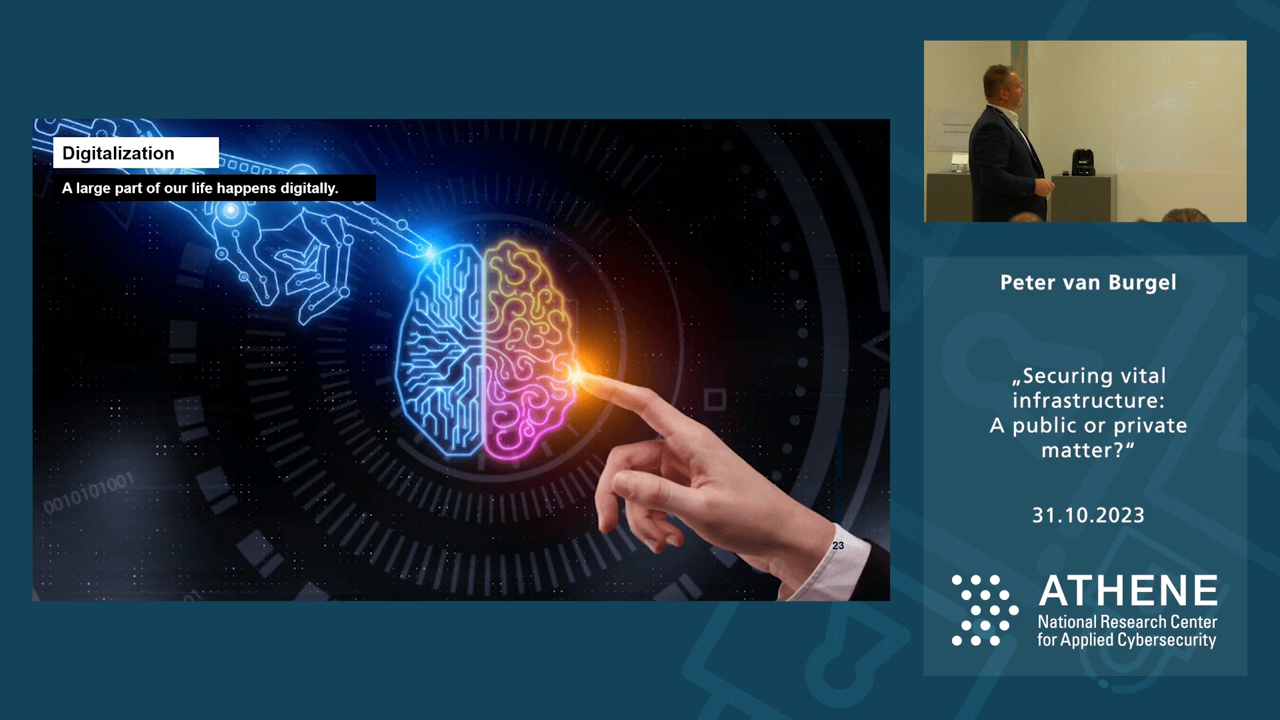 Digitalization
A large part of our life happens digitally.
0010101001
23
Peter van Burgel
„Securing vital
infrastructure:
A public or private
matter?“
31.10.2023
ATHENE
National Research Center
for Applied Cybersecurity